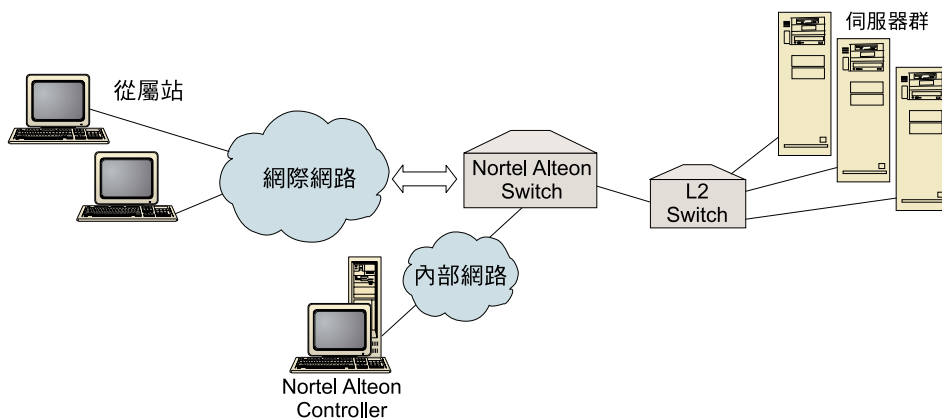 伺服器群
從屬站
網際網路
Nortel Alteon
Switch
L2
Switch
內部網路
Nortel Alteon
Controller